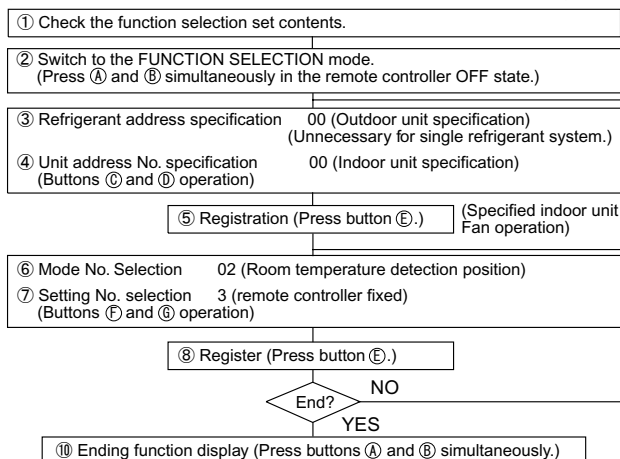 ① Check the function selection set contents.
② Switch to the FUNCTION SELECTION mode.
(Press Ⓐ and Ⓑ simultaneously in the remote controller OFF state.)
③ Refrigerant address specification 00 (Outdoor unit specification)
(Unnecessary for single refrigerant system.)
④ Unit address No. specification 00 (Indoor unit specification)
(Buttons Ⓒ and Ⓓ operation)
⑤ Registration (Press button Ⓔ.)
(Specified indoor unit
Fan operation)
⑥ Mode No. Selection 02 (Room temperature detection position)
⑦ Setting No. selection 3 (remote controller fixed)
(Buttons Ⓕ and Ⓖ operation)
⑧ Register (Press button Ⓔ.)
End?
NO
YES
⑩ Ending function display (Press buttons Ⓐ and Ⓑ simultaneously.)